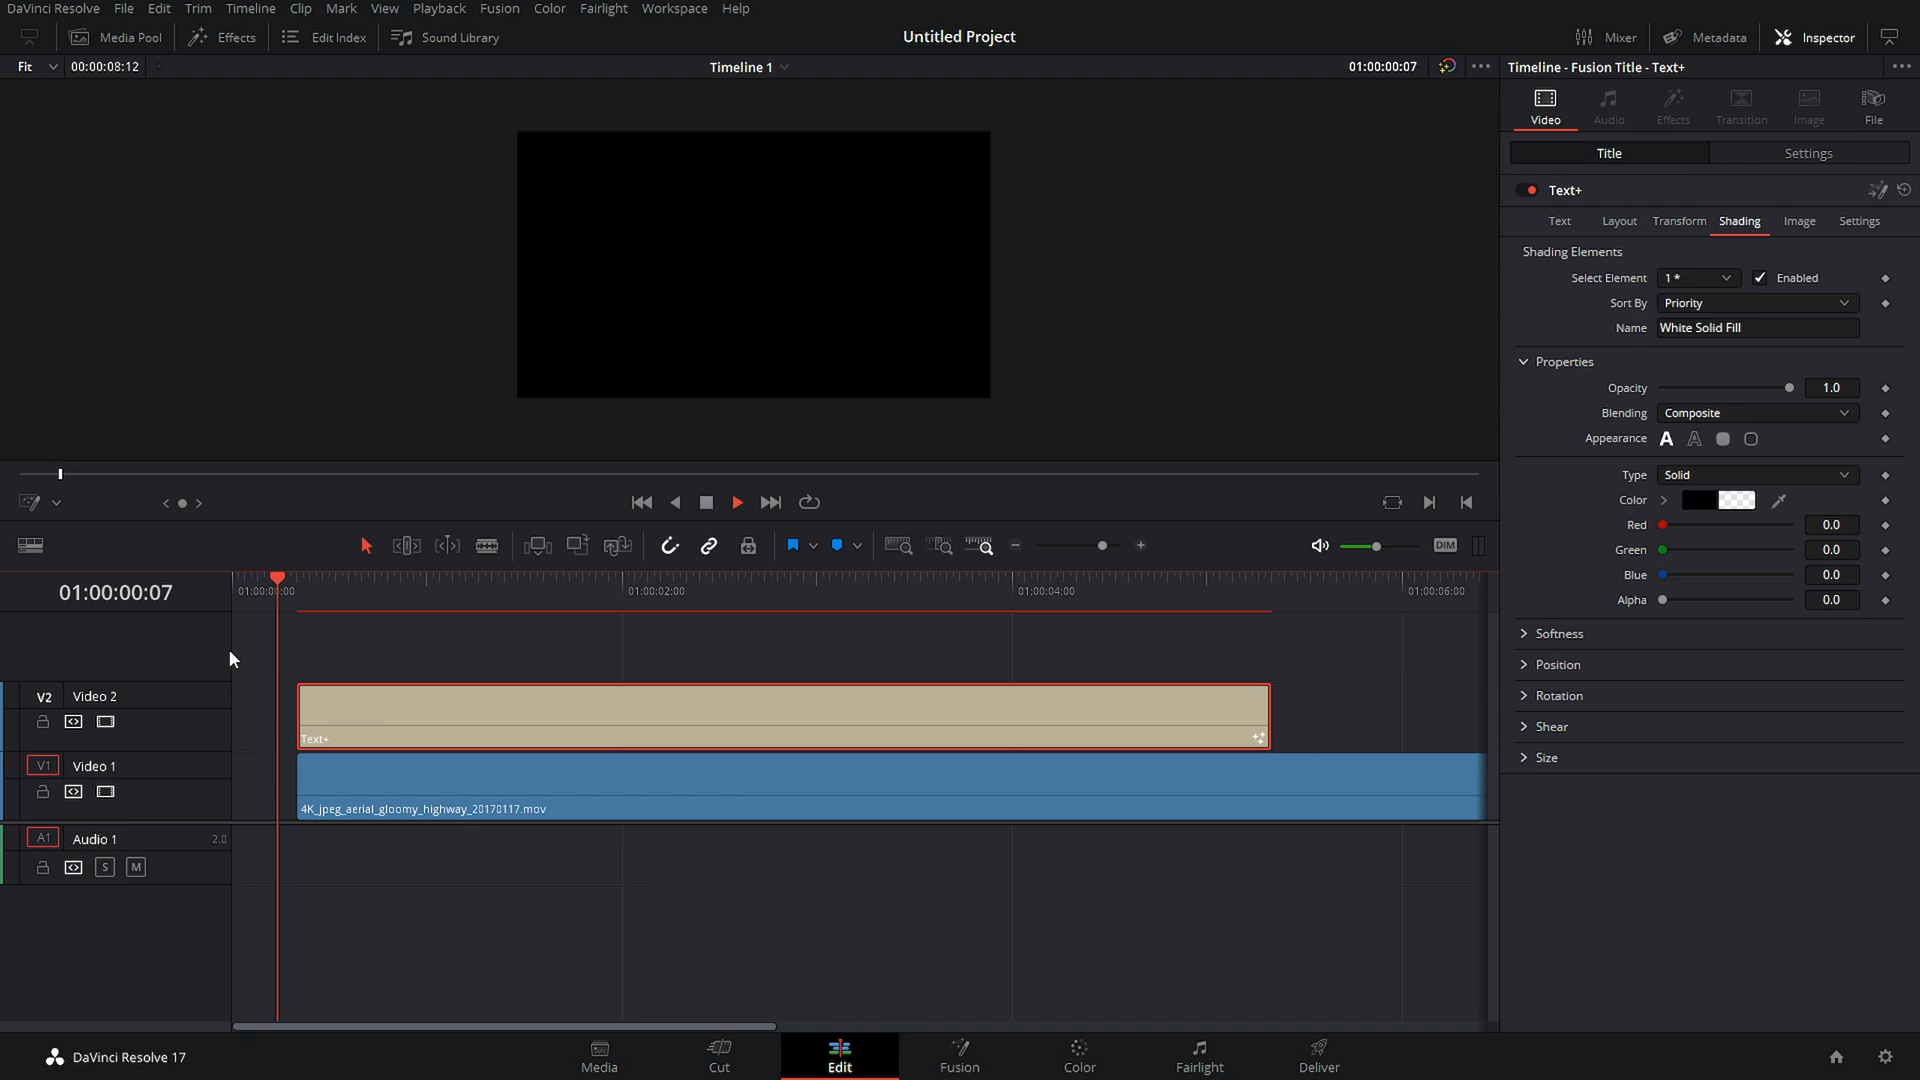 DaVinci Resolve File Edit Trim Timeline Clip Mark View Playback Fusion Color Fairlight Workspace Help
Media Pool Effects Edit Index Sound Library Untitled Project Mixer Metadata Inspector
Fit 00:00:08:12 Timeline 1 01:00:00:07 Timeline - Fusion Title - Text+
Video Audio Effects Transition Image File
Title Settings
Text+
Text Layout Transform Shading Image Settings
Shading Elements
Select Element 1 * Enabled
Sort By Priority
Name White Solid Fill
Properties
Opacity 1.0
Blending Composite
Appearance A A
Type Solid
Color
Red 0.0
Green 0.0
Blue 0.0
Alpha 0.0
Softness
Position
Rotation
Shear
Size
DIM
01:00:00:07
01:00:00:00 01:00:02:00 01:00:04:00 01:00:06:00
V2 Video 2
Text+
V1 Video 1
4K_jpeg_aerial_gloomy_highway_20170117.mov
A1 Audio 1 2.0
S M
DaVinci Resolve 17
Media Cut Edit Fusion Color Fairlight Deliver